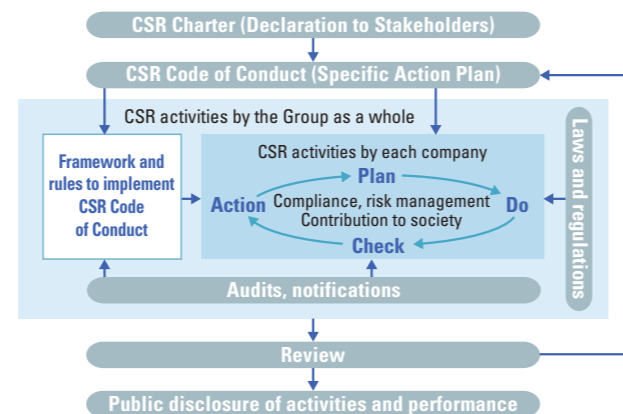 CSR Charter (Declaration to Stakeholders)
CSR Code of Conduct (Specific Action Plan)
CSR activities by the Group as a whole
Framework and
rules to implement
CSR Code
of Conduct
CSR activities by each company
Plan
Action
Compliance, risk management
Contribution to society
Do
Check
Laws and regulations
Audits, notifications
Review
Public disclosure of activities and performance